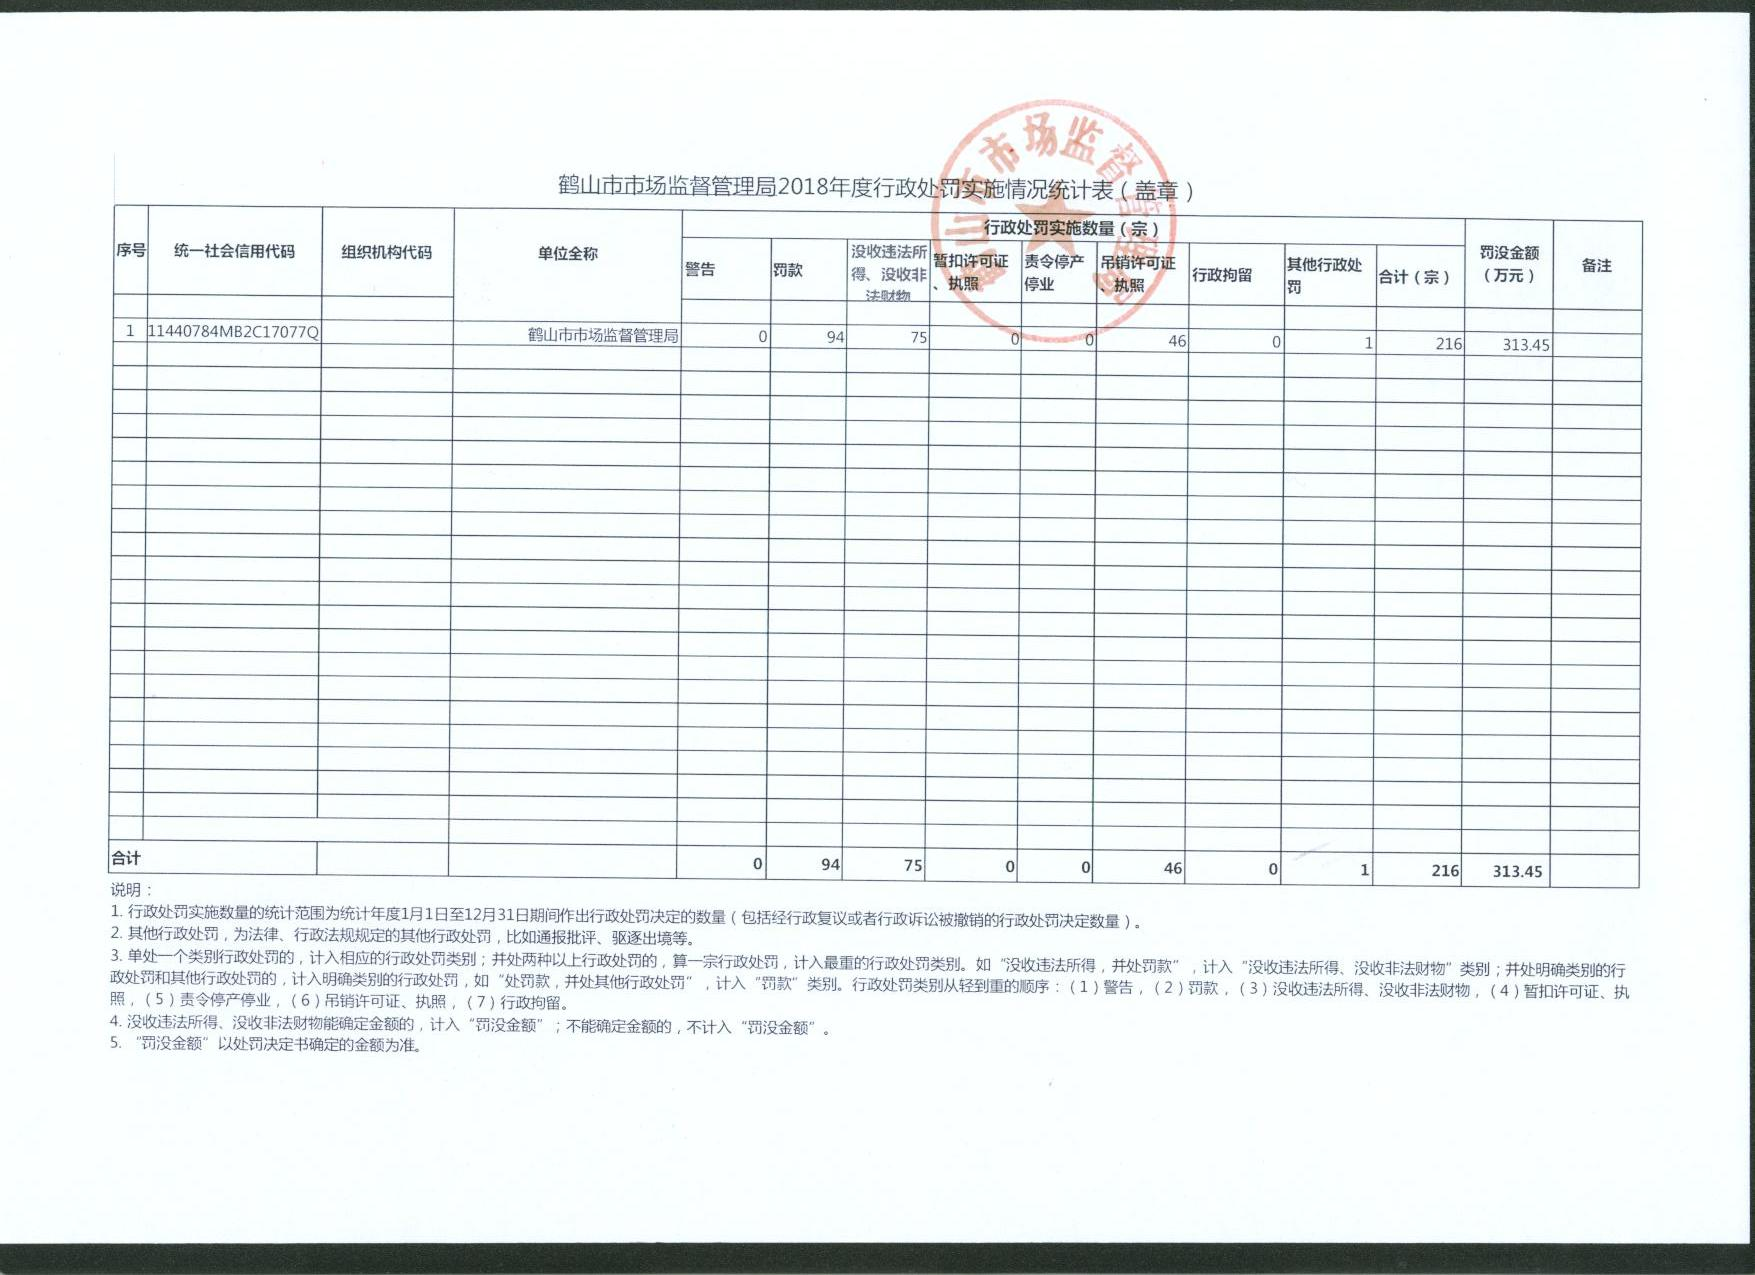 鹤山市市场监督管理局2018年度行政处罚实施情况统计表（盖章）
鹤山市市场监督管理局
序号 统一社会信用代码 组织机构代码 单位全称 行政处罚实施数量（宗） 罚没金额（万元） 备注
警告 罚款 没收违法所得、没收非法财物 暂扣许可证、执照 责令停产停业 吊销许可证、执照 行政拘留 其他行政处罚 合计（宗）
1 11440784MB2C17077Q 鹤山市市场监督管理局 0 94 75 0 0 46 0 1 216 313.45
合计 0 94 75 0 0 46 0 1 216 313.45
说明：
1. 行政处罚实施数量的统计范围为统计年度1月1日至12月31日期间作出行政处罚决定的数量（包括经行政复议或者行政诉讼被撤销的行政处罚决定数量）。
2. 其他行政处罚，为法律、行政法规规定的其他行政处罚，比如通报批评、驱逐出境等。
3. 单处一个类别行政处罚的，计入相应的行政处罚类别；并处两种以上行政处罚的，算一宗行政处罚，计入最重的行政处罚类别。如“没收违法所得，并处罚款”，计入“没收违法所得、没收非法财物”类别；并处明确类别的行
政处罚和其他行政处罚的，计入明确类别的行政处罚，如“处罚款，并处其他行政处罚”，计入“罚款”类别。行政处罚类别从轻到重的顺序：（1）警告，（2）罚款，（3）没收违法所得、没收非法财物，（4）暂扣许可证、执
照，（5）责令停产停业，（6）吊销许可证、执照，（7）行政拘留。
4. 没收违法所得、没收非法财物能确定金额的，计入“罚没金额”；不能确定金额的，不计入“罚没金额”。
5. “罚没金额”以处罚决定书确定的金额为准。